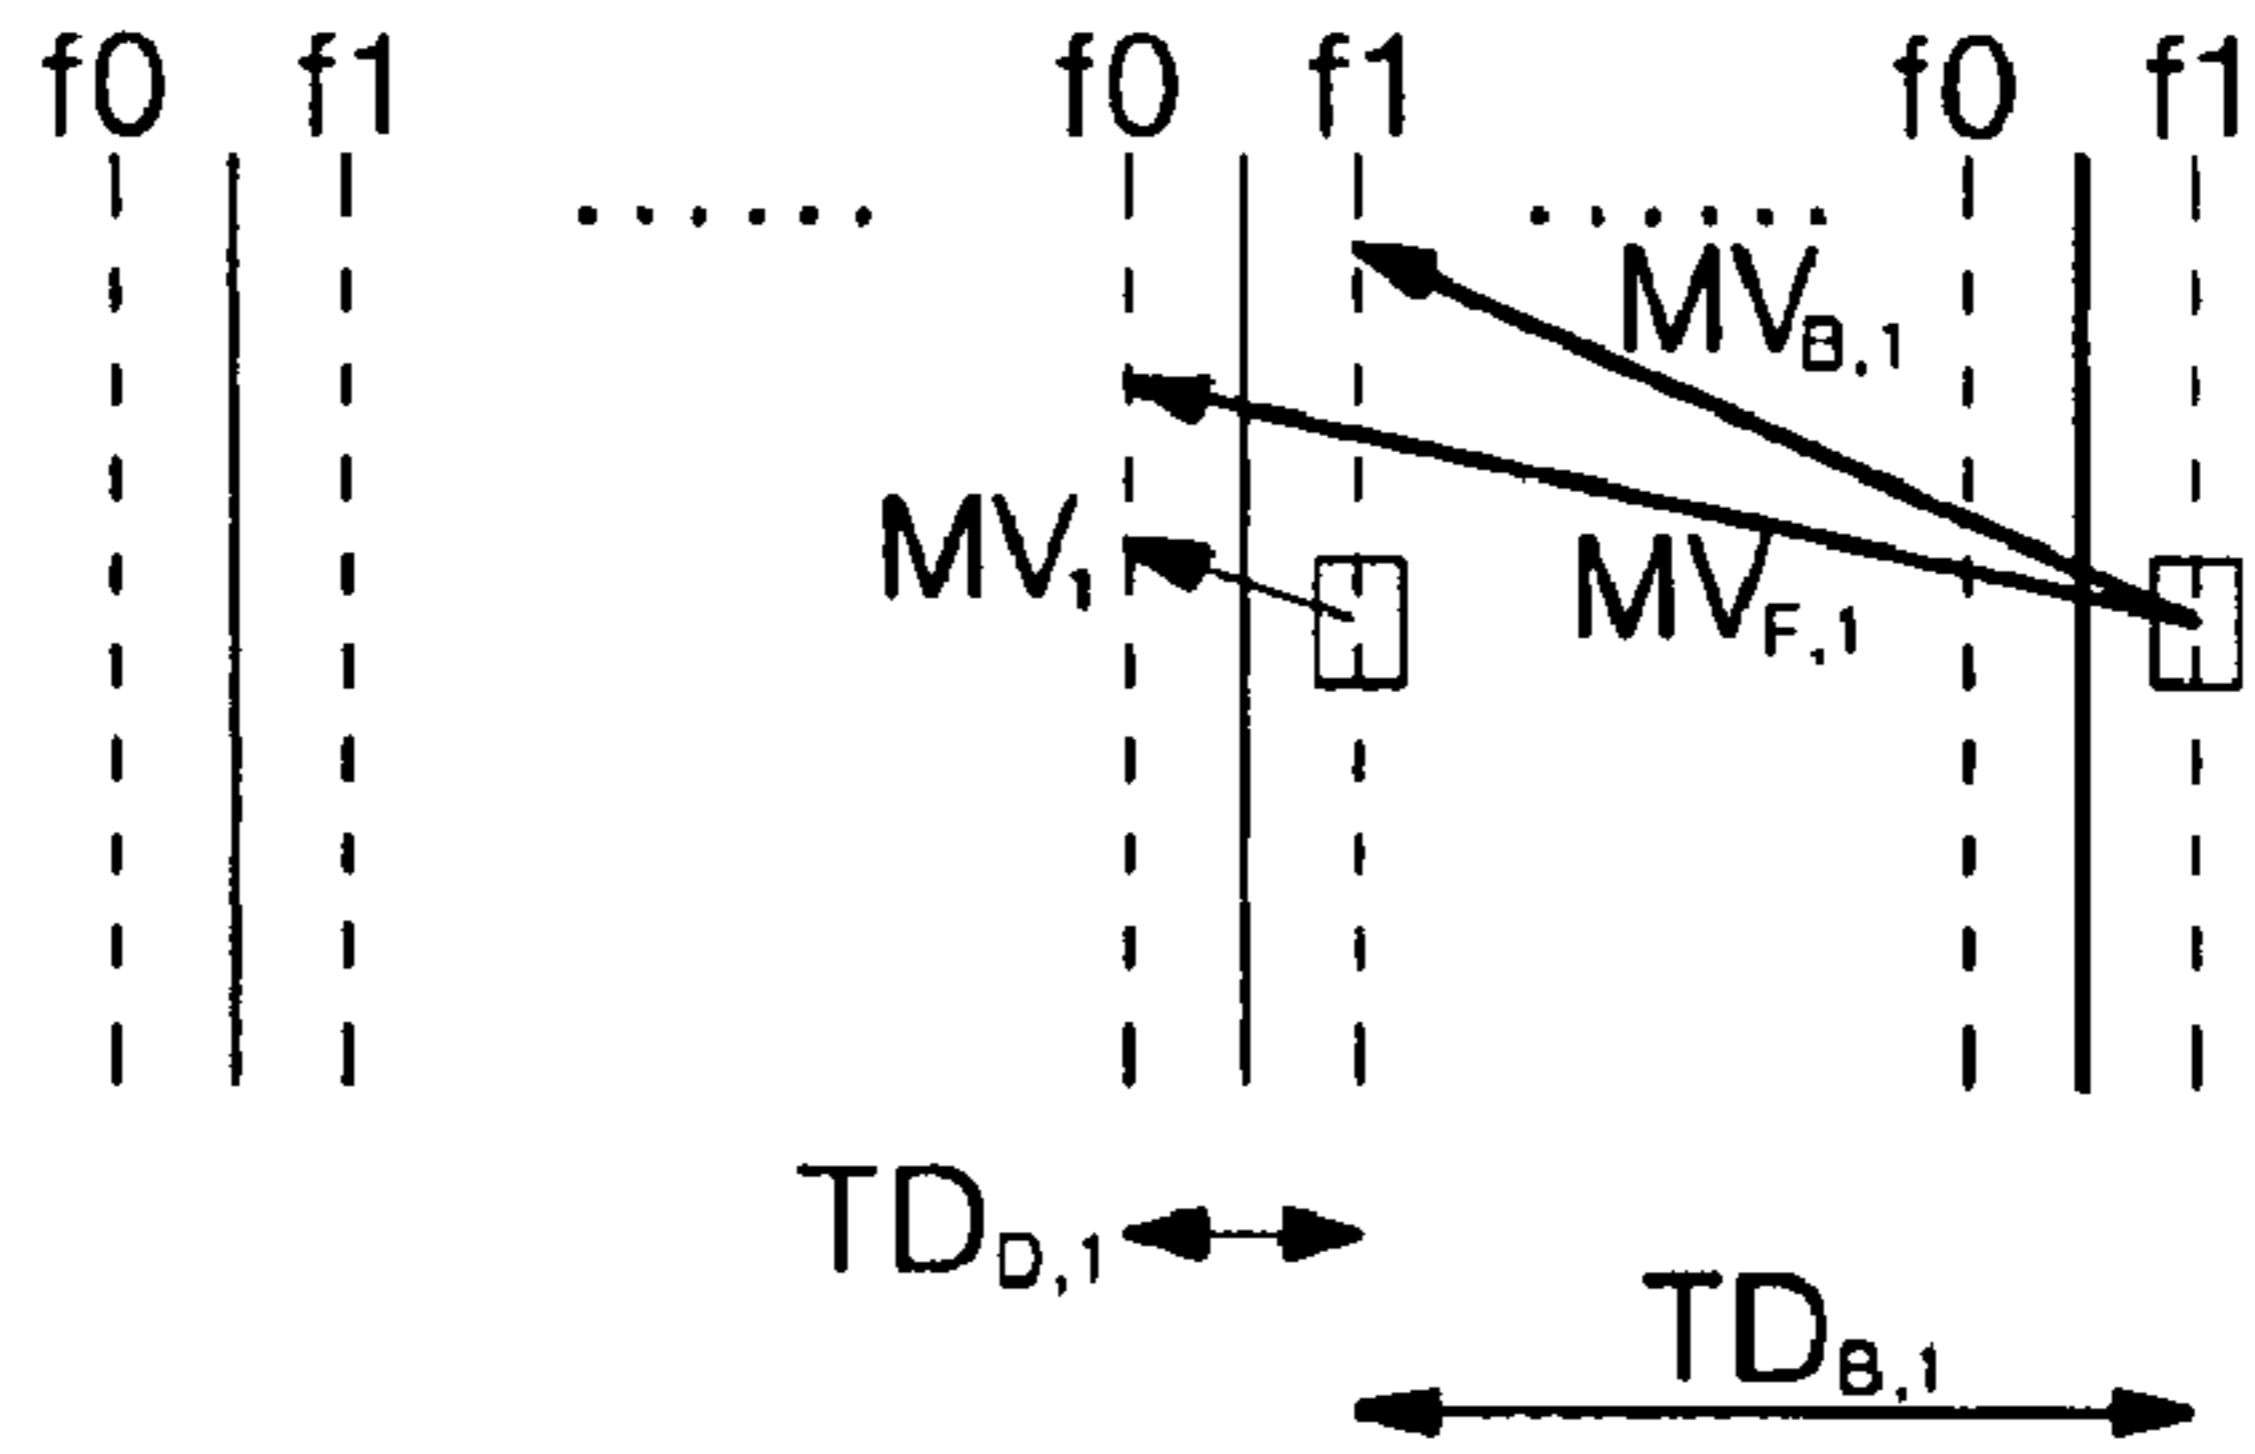 f0 f1 f0 f1 f0 f1
......  ......
MV_B,1
MV_1
MV_F,1
TD_D,1
TD_B,1